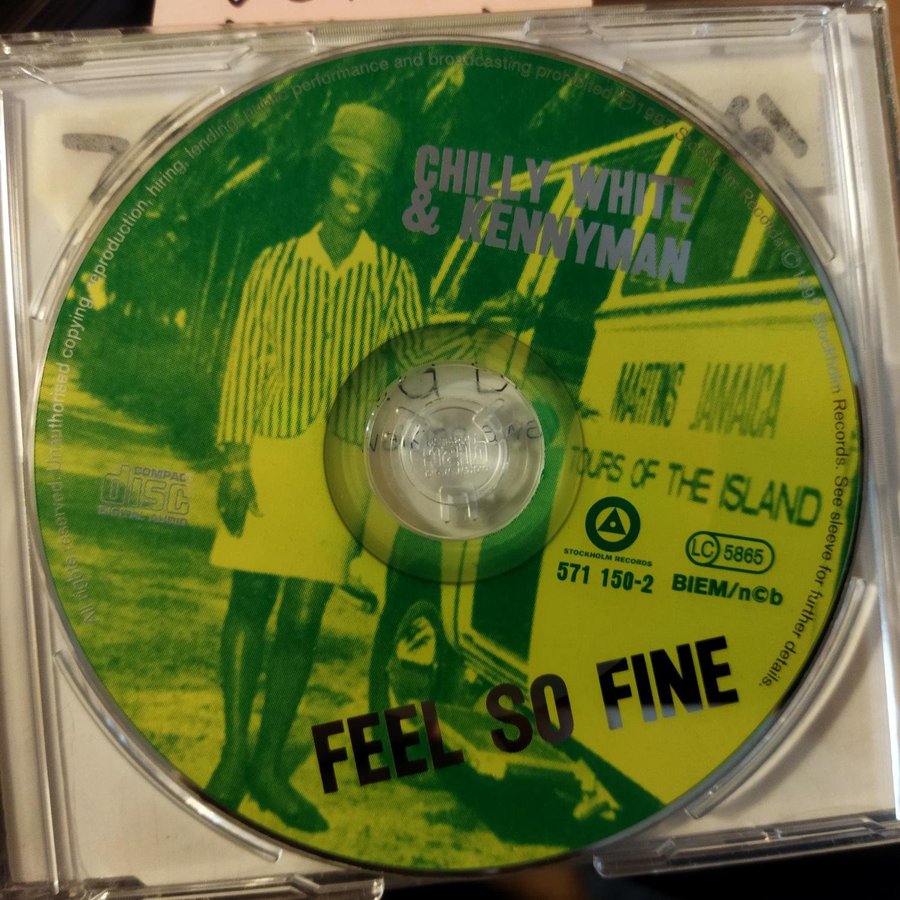 CHILLY WHITE
& KENNYMAN
MARTINS JAMAICA
TOURS OF THE ISLAND
COMPACT
disc
DIGITAL AUDIO
STOCKHOLM RECORDS
LC 5865
571 150-2
BIEM/n©b
FEEL SO FINE
All rights reserved. Unauthorised copying, reproduction, hiring, lending, public performance and broadcasting prohibited
Stockholm Records. See sleeve for further details.